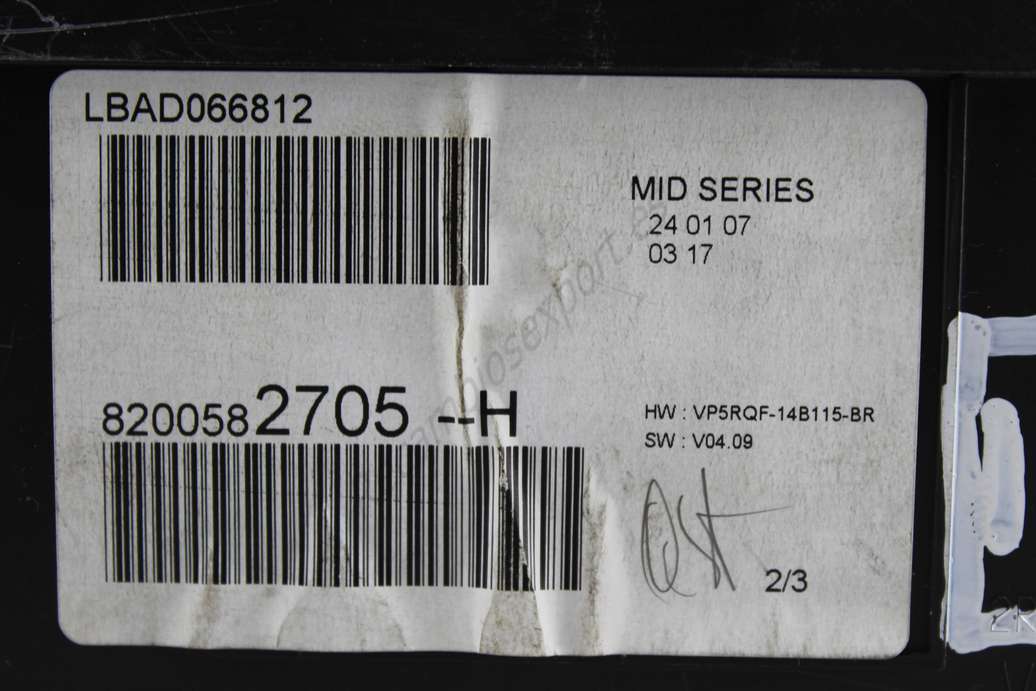 LBAD066812
MID SERIES
24 01 07
03 17
8200582705 --H
HW : VP5RQF-14B115-BR
SW : V04.09
2/3